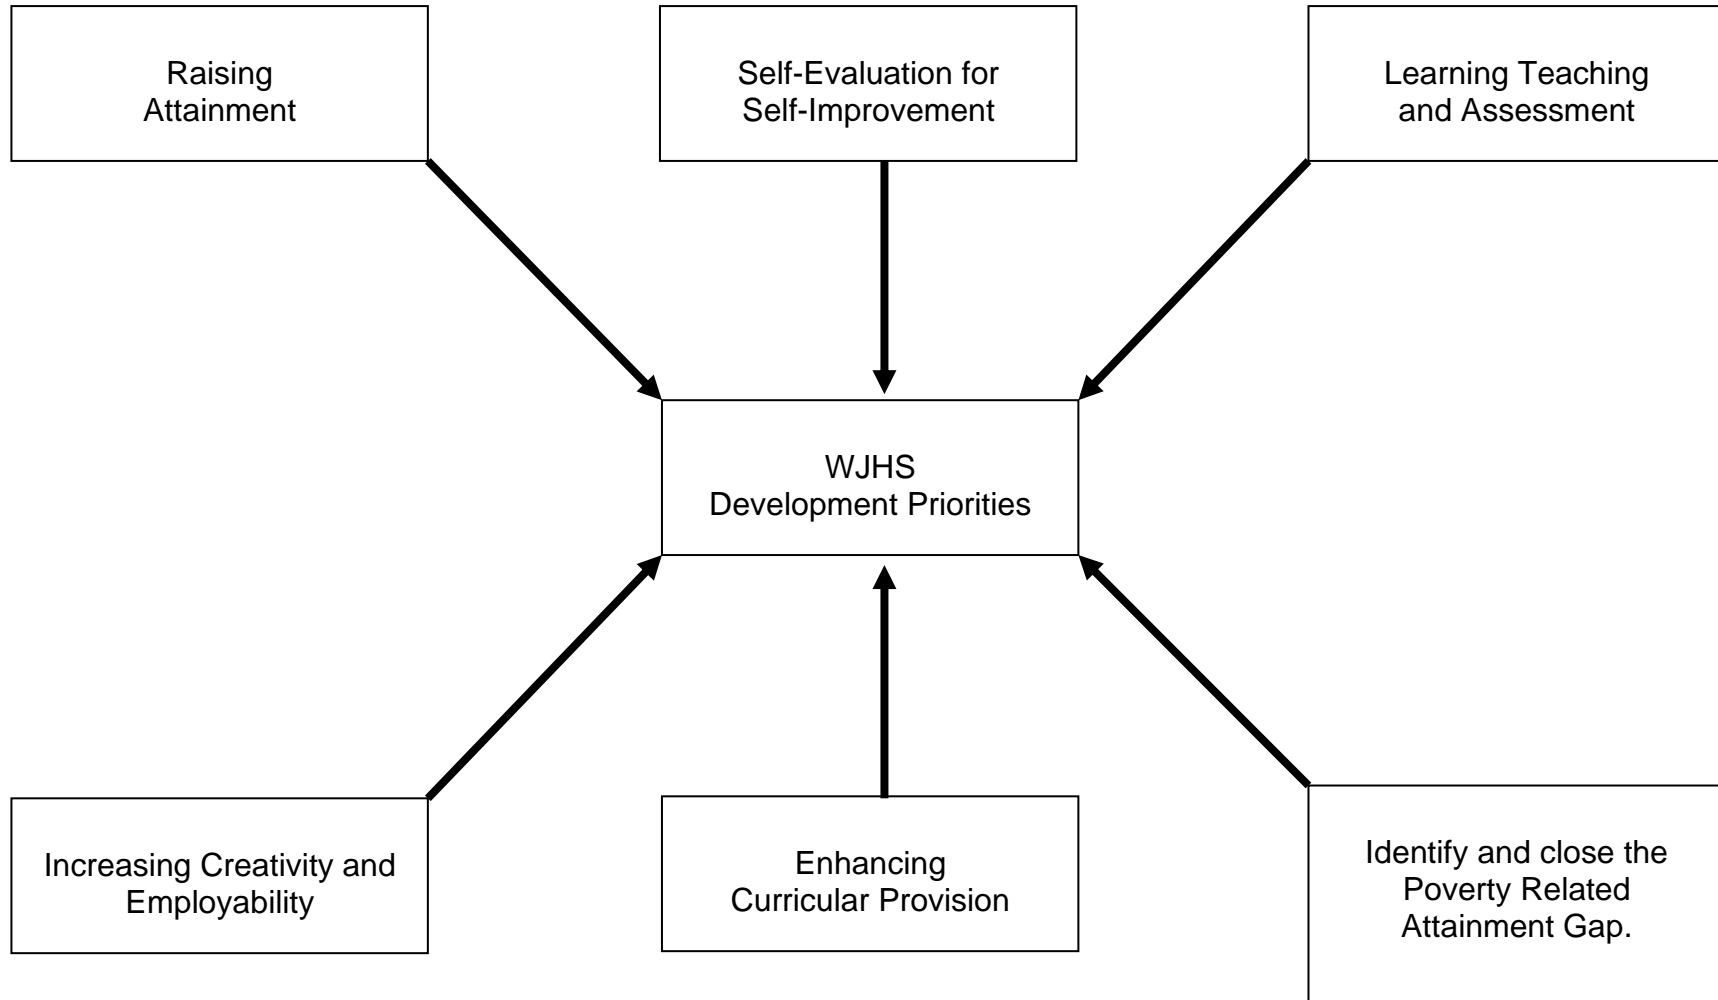 Raising
Attainment
Self-Evaluation for
Self-Improvement
Learning Teaching
and Assessment
WJHS
Development Priorities
Increasing Creativity and
Employability
Enhancing
Curricular Provision
Identify and close the
Poverty Related
Attainment Gap.